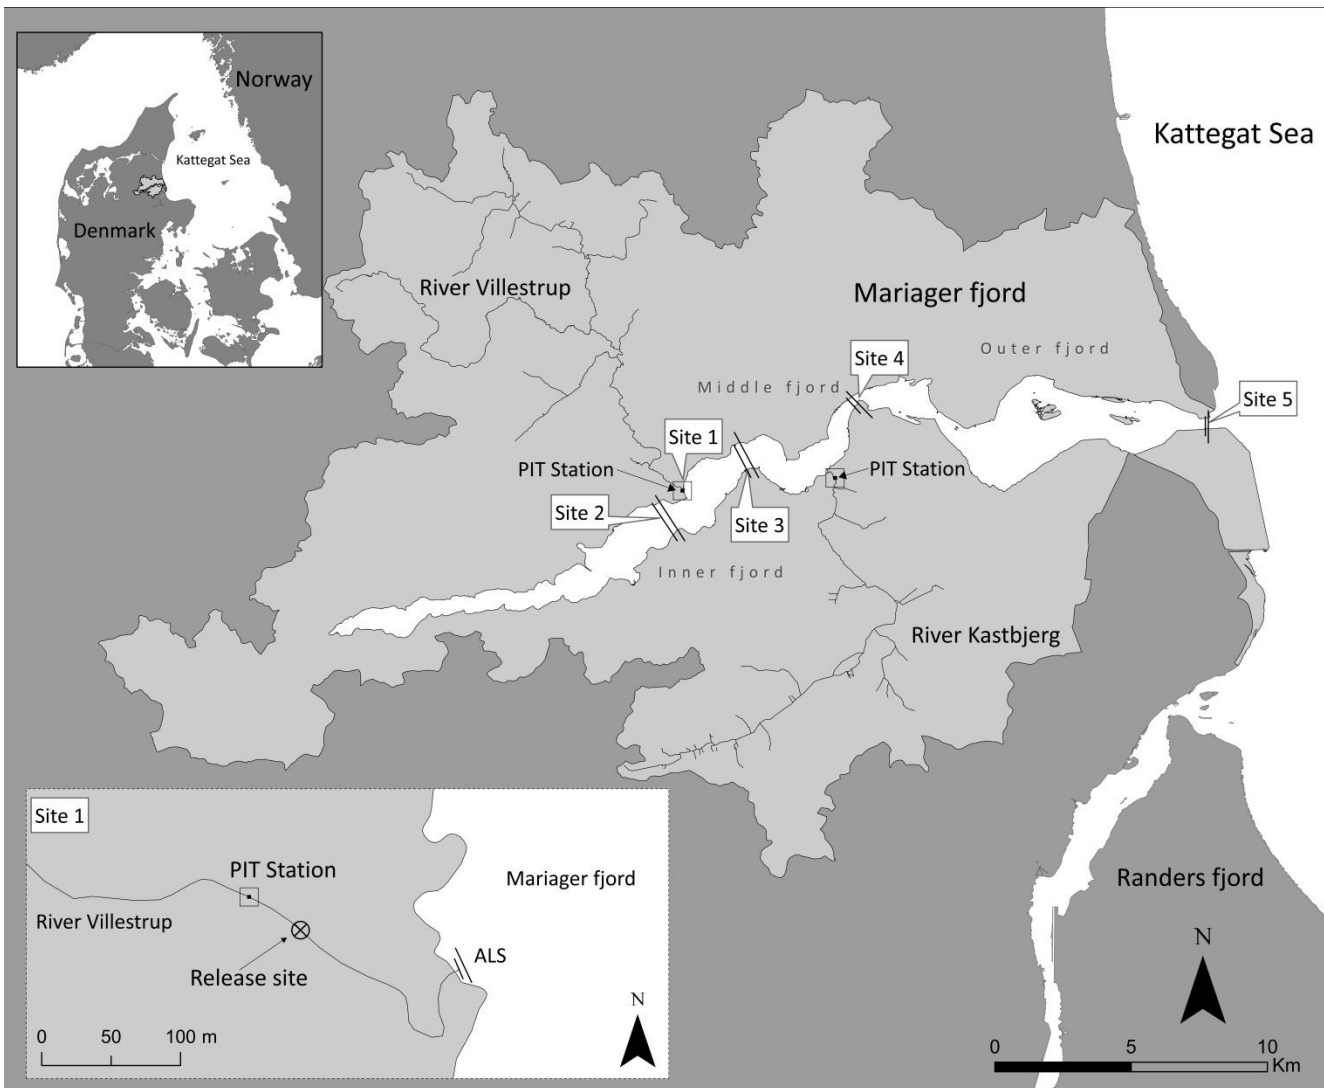 Norway
Kattegat Sea
Denmark
Kattegat Sea
River Villestrup
Mariager fjord
Outer fjord
Site 4
Middle fjord
Site 5
Site 1
PIT Station
PIT Station
Site 2
Site 3
Inner fjord
River Kastbjerg
Randers fjord
N
0 5 10
Km
Site 1
PIT Station
Mariager fjord
River Villestrup
ALS
Release site
N
0 50 100 m